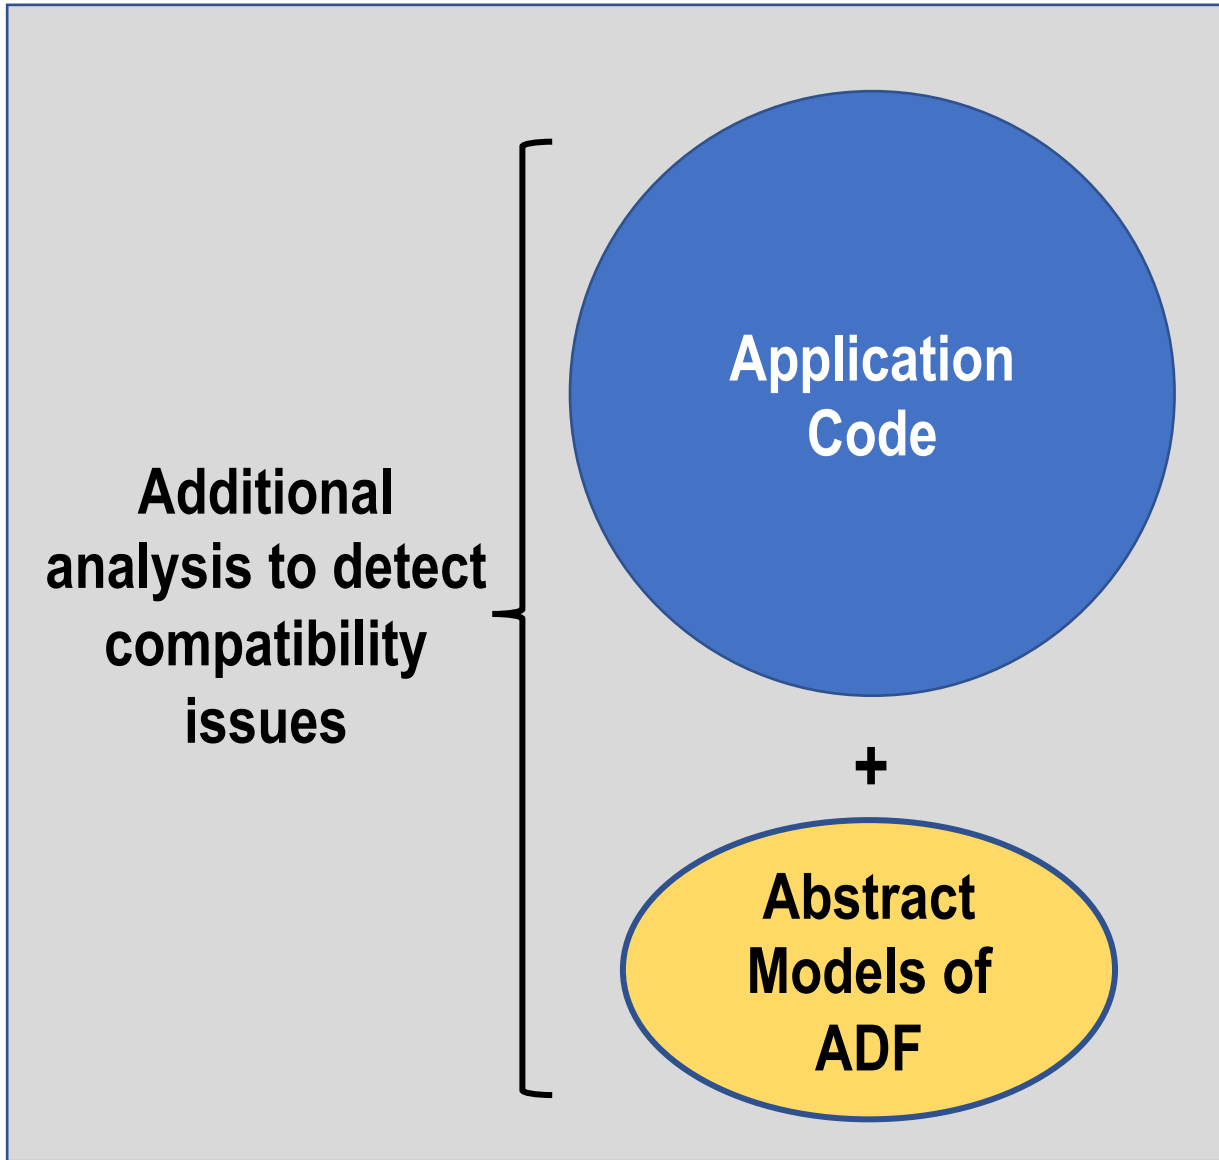 Application
Code
Additional
analysis to detect
compatibility
issues
+
Abstract
Models of
ADF